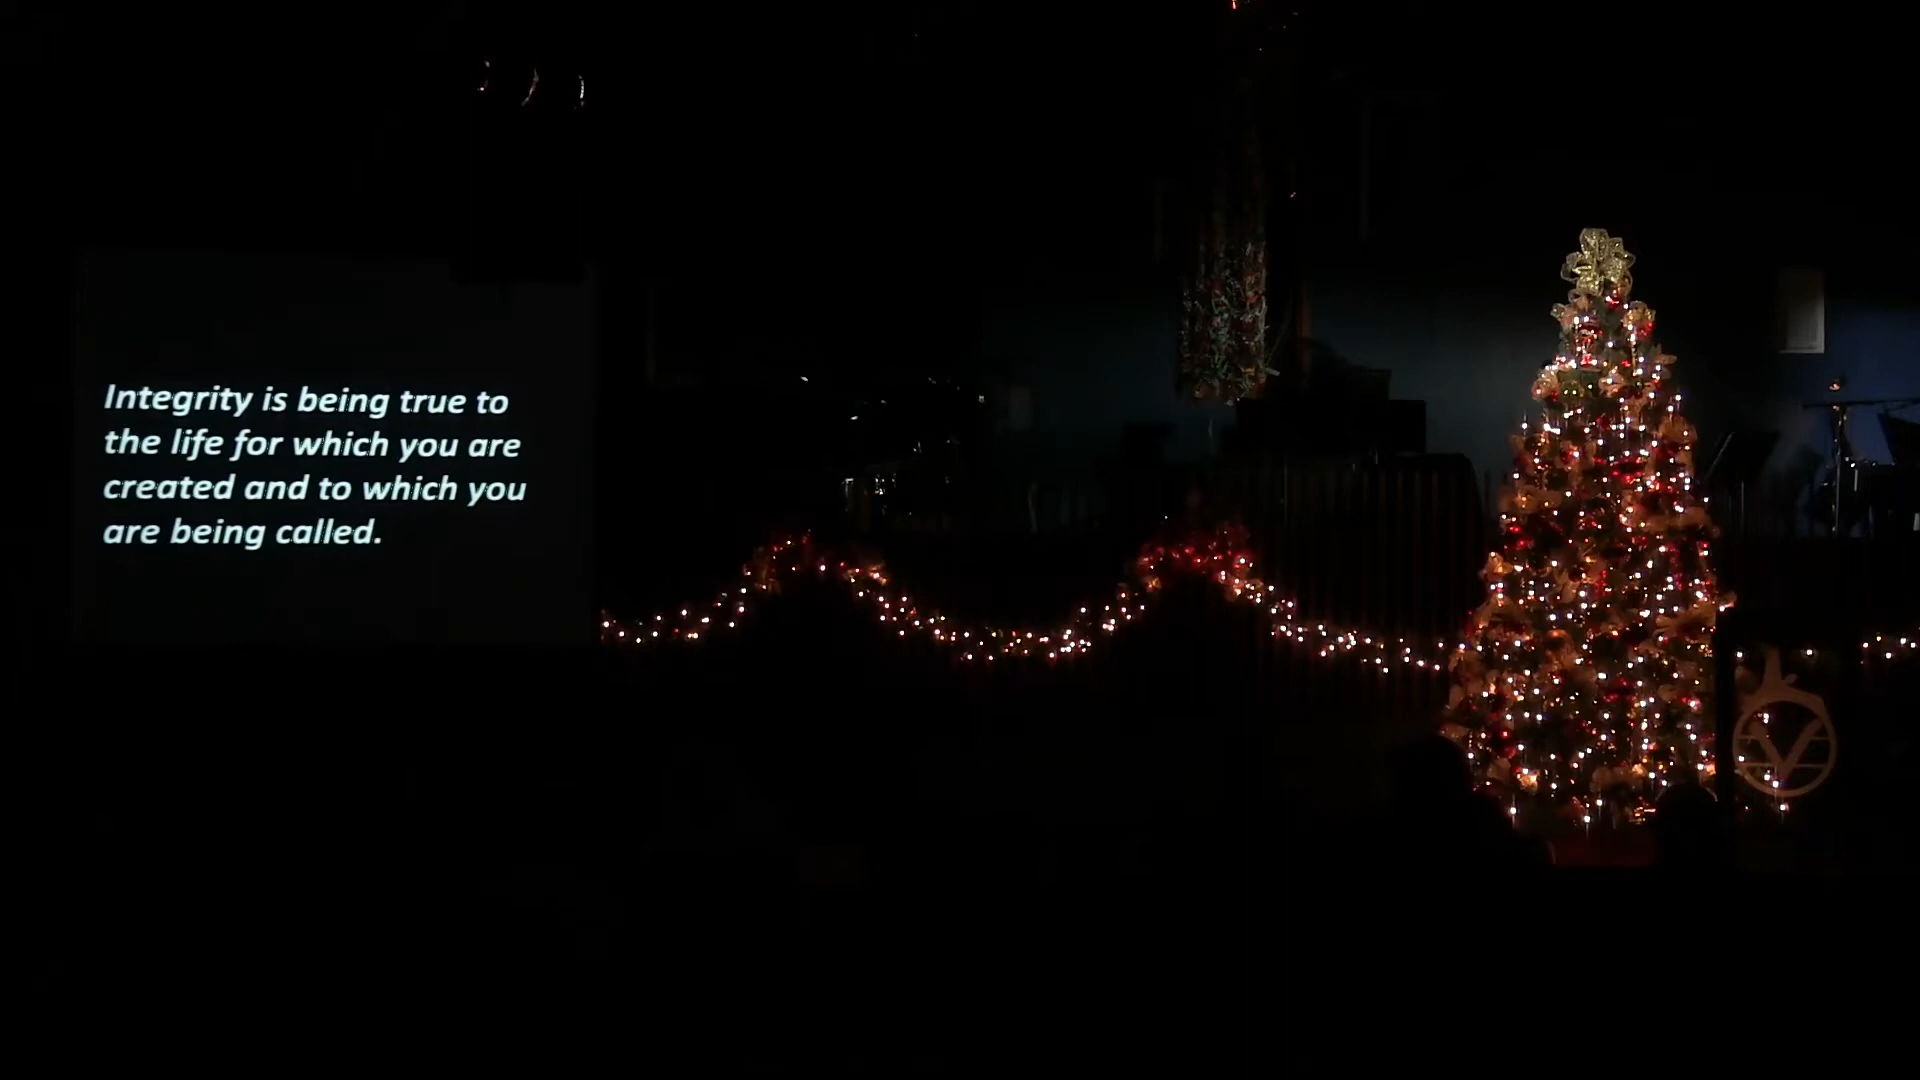 Integrity is being true to
the life for which you are
created and to which you
are being called.